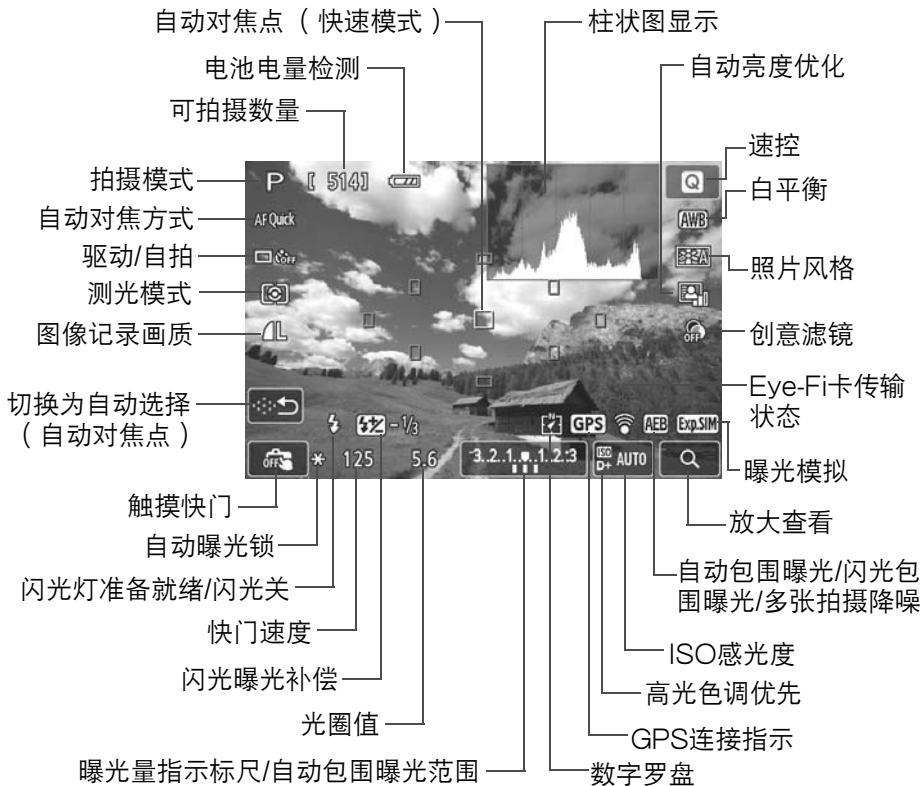 自动对焦点（快速模式）
柱状图显示
电池电量检测
自动亮度优化
可拍摄数量
速控
拍摄模式
P [ 514]
Q
白平衡
AWB
自动对焦方式
AF Quick
驱动/自拍
OFF
照片风格
A
测光模式
图像记录画质
L
创意滤镜
OFF
Eye-Fi卡传输
状态
切换为自动选择
（自动对焦点）
-1/3
N GPS AEB Exp.SIM
曝光模拟
OFF * 125 5.6 -3..2..1..▼..1..2.:3 ISO D+ AUTO
触摸快门
放大查看
自动曝光锁
自动包围曝光/闪光包
围曝光/多张拍摄降噪
闪光灯准备就绪/闪光关
快门速度
ISO感光度
闪光曝光补偿
高光色调优先
光圈值
GPS连接指示
曝光量指示标尺/自动包围曝光范围
数字罗盘